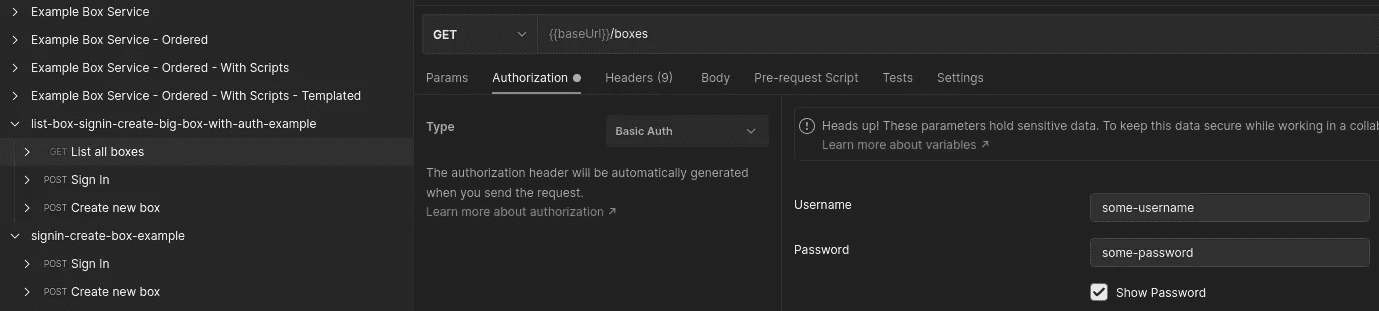 Example Box Service
Example Box Service - Ordered
Example Box Service - Ordered - With Scripts
Example Box Service - Ordered - With Scripts - Templated
list-box-signin-create-big-box-with-auth-example
GET List all boxes
POST Sign In
POST Create new box
signin-create-box-example
POST Sign In
POST Create new box
GET {{baseUrl}}/boxes
Params Authorization Headers (9) Body Pre-request Script Tests Settings
Type Basic Auth
The authorization header will be automatically generated
when you send the request.
Learn more about authorization ↗
Heads up! These parameters hold sensitive data. To keep this data secure while working in a collab
Learn more about variables ↗
Username some-username
Password some-password
Show Password